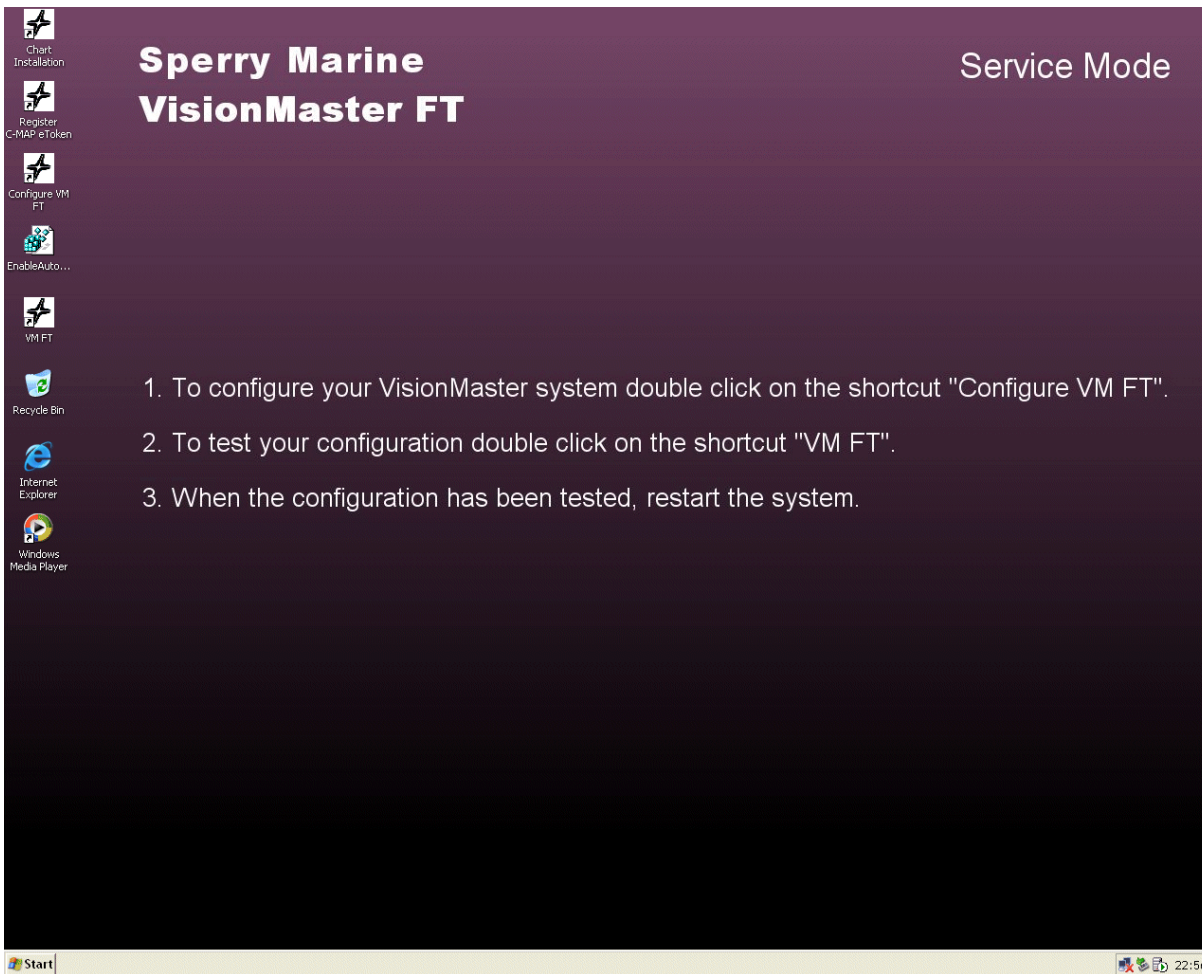 Chart
Installation
Register
C-MAP eToken
Configure VM
FT
EnableAuto...
VM FT
Recycle Bin
Internet
Explorer
Windows
Media Player
Sperry Marine
VisionMaster FT
Service Mode
1. To configure your VisionMaster system double click on the shortcut "Configure VM FT".
2. To test your configuration double click on the shortcut "VM FT".
3. When the configuration has been tested, restart the system.
Start